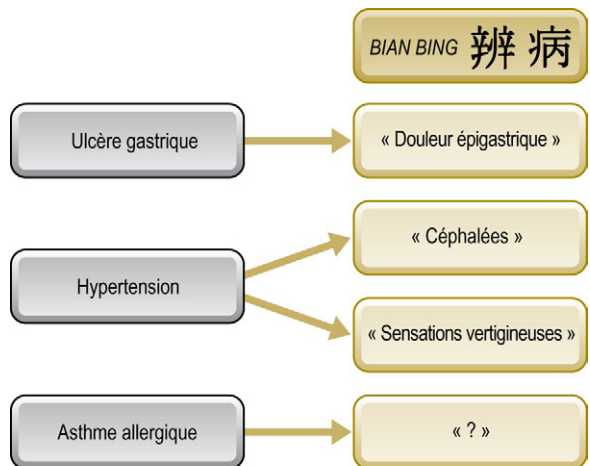 BIAN BING 辨病
Ulcère gastrique
« Douleur épigastrique »
Hypertension
« Céphalées »
« Sensations vertigineuses »
Asthme allergique
« ? »